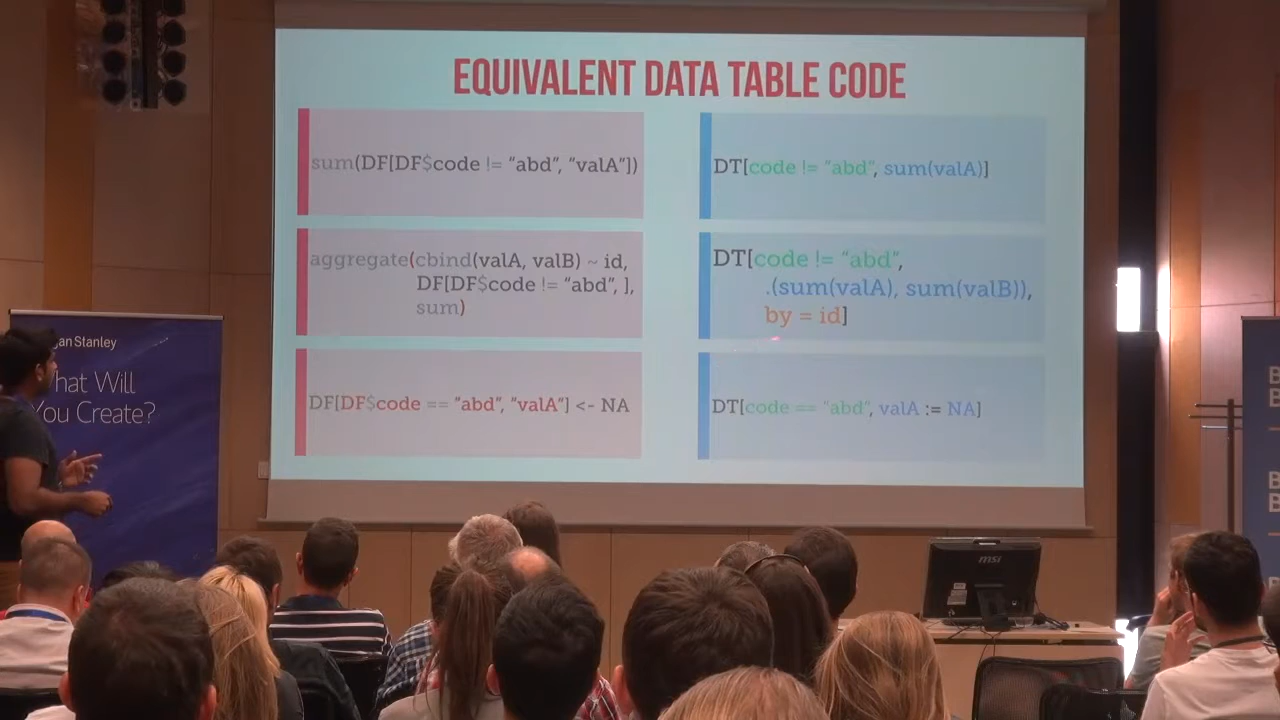 EQUIVALENT DATA TABLE CODE
sum(DF[DF$code != “abd”, “valA”])
DT[code != “abd”, sum(valA)]
aggregate(cbind(valA, valB) ~ id,
DF[DF$code != “abd”, ],
sum)
DT[code != “abd”,
.(sum(valA), sum(valB)),
by = id]
DF[DF$code == “abd”, “valA”] <- NA
DT[code == “abd”, valA := NA]
an Stanley
hat Will
ou Create?
msi
B
B
B
B